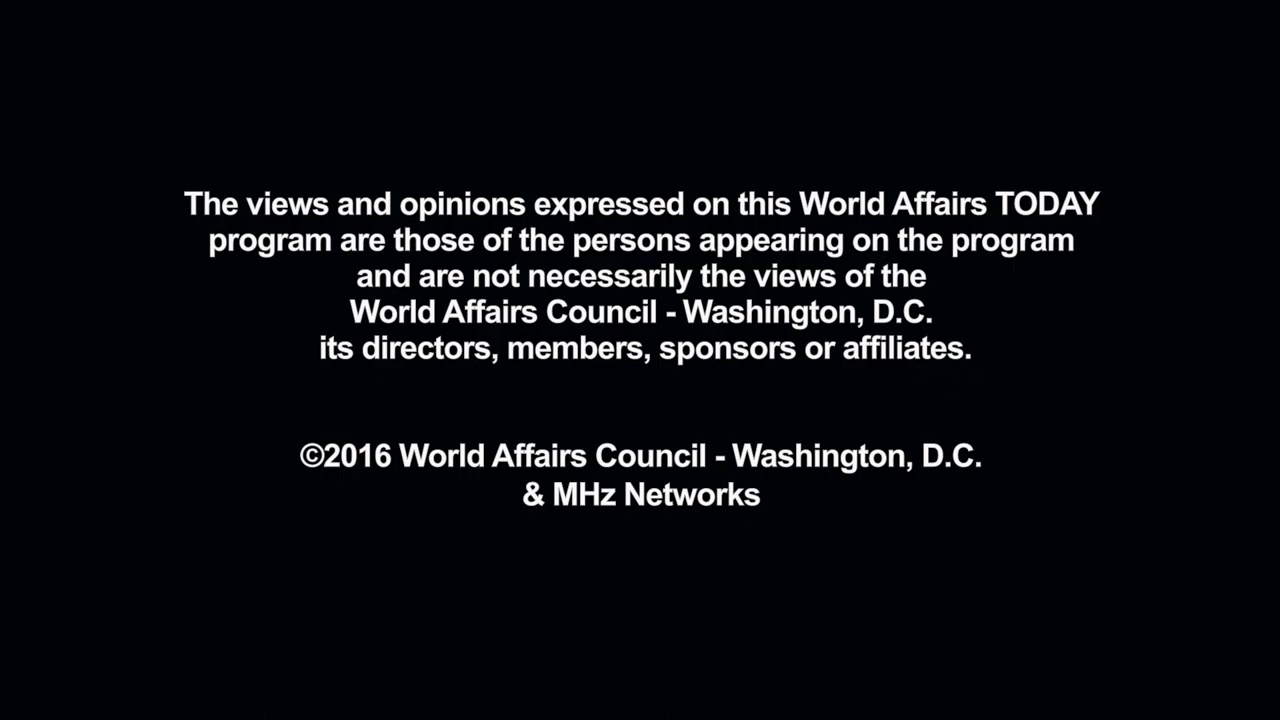 The views and opinions expressed on this World Affairs TODAY
program are those of the persons appearing on the program
and are not necessarily the views of the
World Affairs Council - Washington, D.C.
its directors, members, sponsors or affiliates.
©2016 World Affairs Council - Washington, D.C.
& MHz Networks